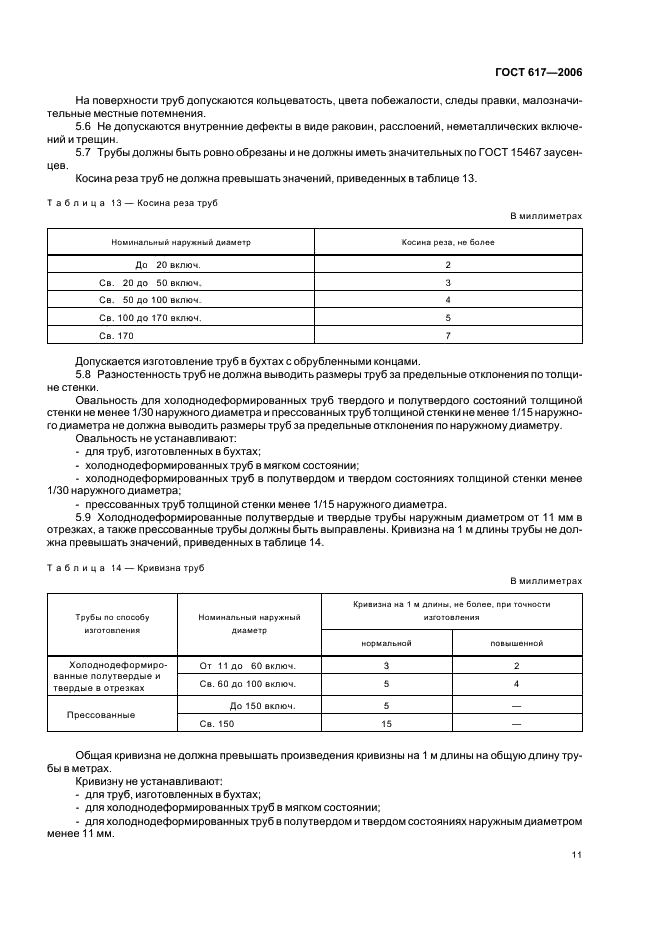 ГОСТ 617—2006
На поверхности труб допускаются кольцеватость, цвета побежалости, следы правки, малозначи-
тельные местные потемнения.
5.6 Не допускаются внутренние дефекты в виде раковин, расслоений, неметаллических включе-
ний и трещин.
5.7 Трубы должны быть ровно обрезаны и не должны иметь значительных по ГОСТ 15467 заусен-
цев.
Косина реза труб не должна превышать значений, приведенных в таблице 13.
Таблица 13 — Косина реза труб
В миллиметрах
Номинальный наружный диаметр Косина реза, не более
До 20 включ. 2
Св. 20 до 50 включ. 3
Св. 50 до 100 включ. 4
Св. 100 до 170 включ. 5
Св. 170 7
Допускается изготовление труб в бухтах с обрубленными концами.
5.8 Разностенность труб не должна выводить размеры труб за предельные отклонения по толщи-
не стенки.
Овальность для холоднодеформированных труб твердого и полутвердого состояний толщиной
стенки не менее 1/30 наружного диаметра и прессованных труб толщиной стенки не менее 1/15 наружно-
го диаметра не должна выводить размеры труб за предельные отклонения по наружному диаметру.
Овальность не устанавливают:
- для труб, изготовленных в бухтах;
- холоднодеформированных труб в мягком состоянии;
- холоднодеформированных труб в полутвердом и твердом состояниях толщиной стенки менее
1/30 наружного диаметра;
- прессованных труб толщиной стенки менее 1/15 наружного диаметра.
5.9 Холоднодеформированные полутвердые и твердые трубы наружным диаметром от 11 мм в
отрезках, а также прессованные трубы должны быть выправлены. Кривизна на 1 м длины трубы не дол-
жна превышать значений, приведенных в таблице 14.
Таблица 14 — Кривизна труб
В миллиметрах
Трубы по способу
изготовления
Номинальный наружный
диаметр
Кривизна на 1 м длины, не более, при точности
изготовления
нормальной повышенной
Холоднодеформиро-
ванные полутвердые и
твердые в отрезках
От 11 до 60 включ. 3 2
Св. 60 до 100 включ. 5 4
Прессованные
До 150 включ. 5 —
Св. 150 15 —
Общая кривизна не должна превышать произведения кривизны на 1 м длины на общую длину тру-
бы в метрах.
Кривизну не устанавливают:
- для труб, изготовленных в бухтах;
- для холоднодеформированных труб в мягком состоянии;
- для холоднодеформированных труб в полутвердом и твердом состояниях наружным диаметром
менее 11 мм.
11